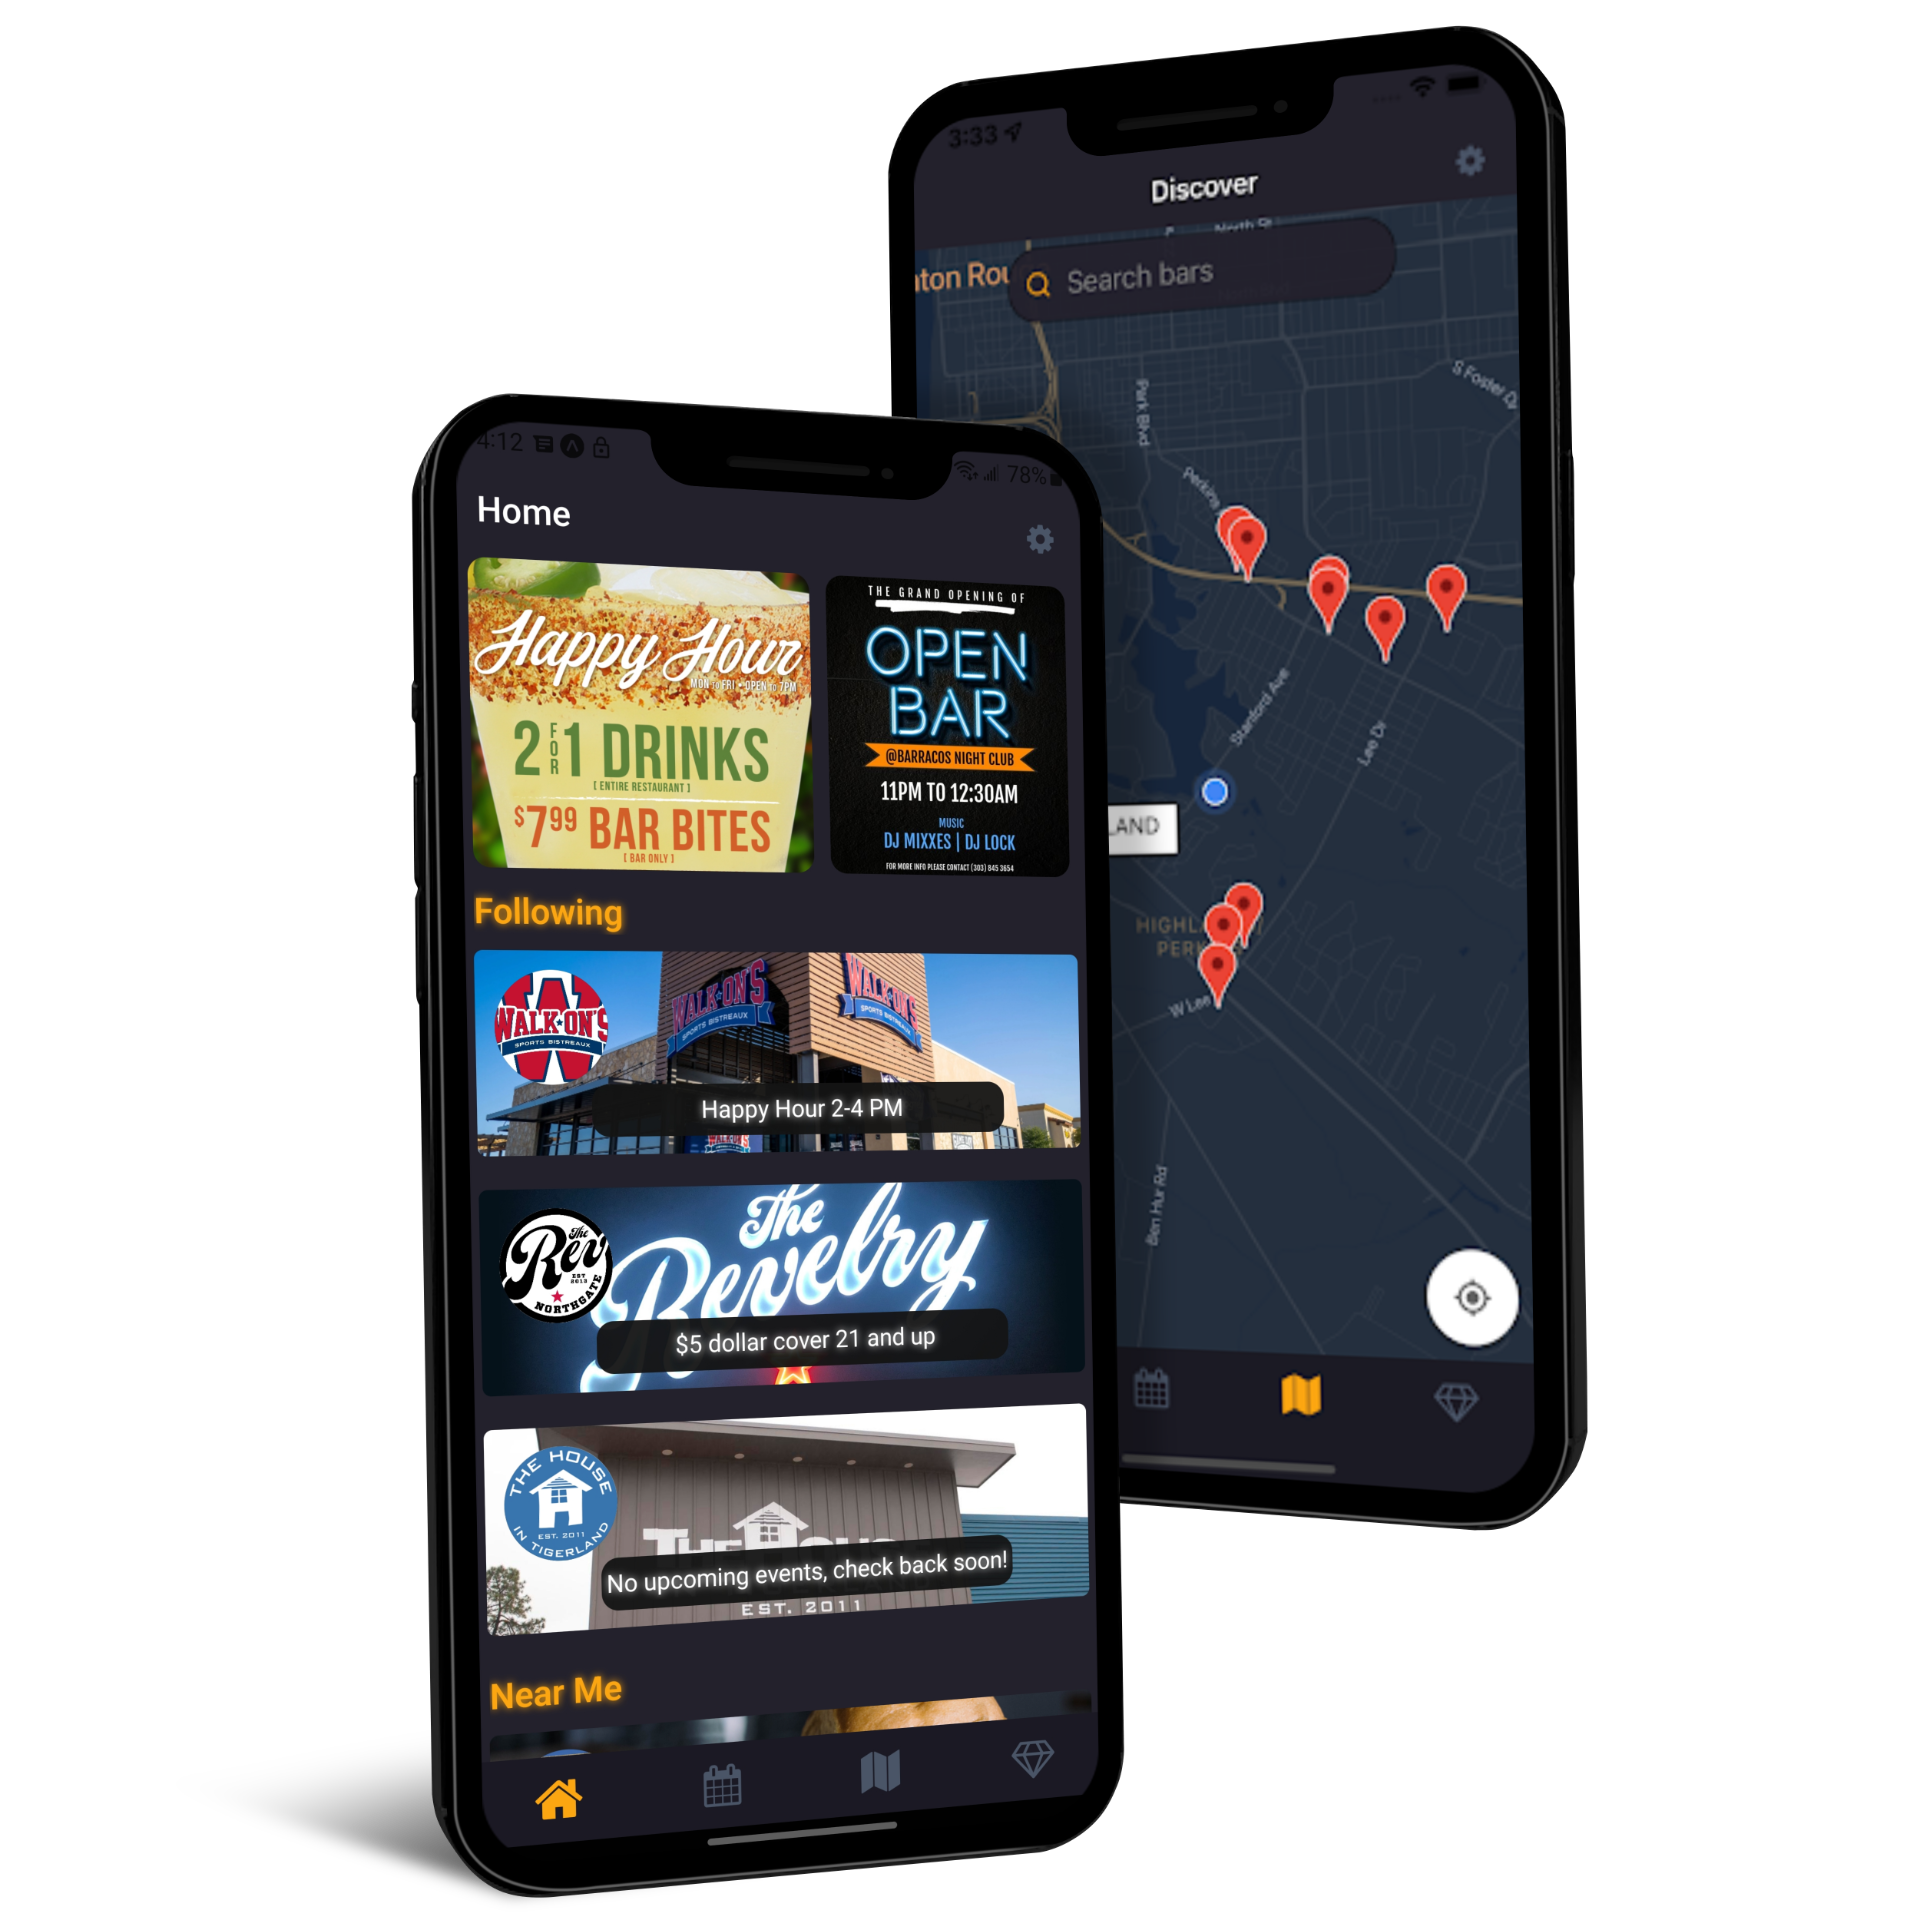 4:12
78%
Home
Happy Hour
MON TO FRI • OPEN TO 7PM
2 FOR 1 DRINKS
[ ENTIRE RESTAURANT ]
$7.99 BAR BITES
[ BAR ONLY ]
THE GRAND OPENING OF
OPEN
BAR
@BARRACOS NIGHT CLUB
11PM TO 12:30AM
MUSIC
DJ MIXXES | DJ LOCK
FOR MORE INFO PLEASE CONTACT (303) 845 3654
Following
WALK-ON'S
SPORTS BISTREAUX
WALK-ON'S
SPORTS BISTREAUX
WALK-ON'S
SPORTS BISTREAUX
WALK-ON'S
Happy Hour 2-4 PM
The
Rev
EST
2013
NORTHGATE
The
Revelry
$5 dollar cover 21 and up
THE HOUSE
EST. 2011
IN TIGERLAND
THE HOUSE
No upcoming events, check back soon!
EST. 2011
Near Me
3:33
Discover
North St
aton Rou
Search bars
S Foster Dr
Park Blvd
Perkins
Stanford Ave
Lee Dr
LAND
HIGHL
PERK
W Lee
Ben Hur Rd